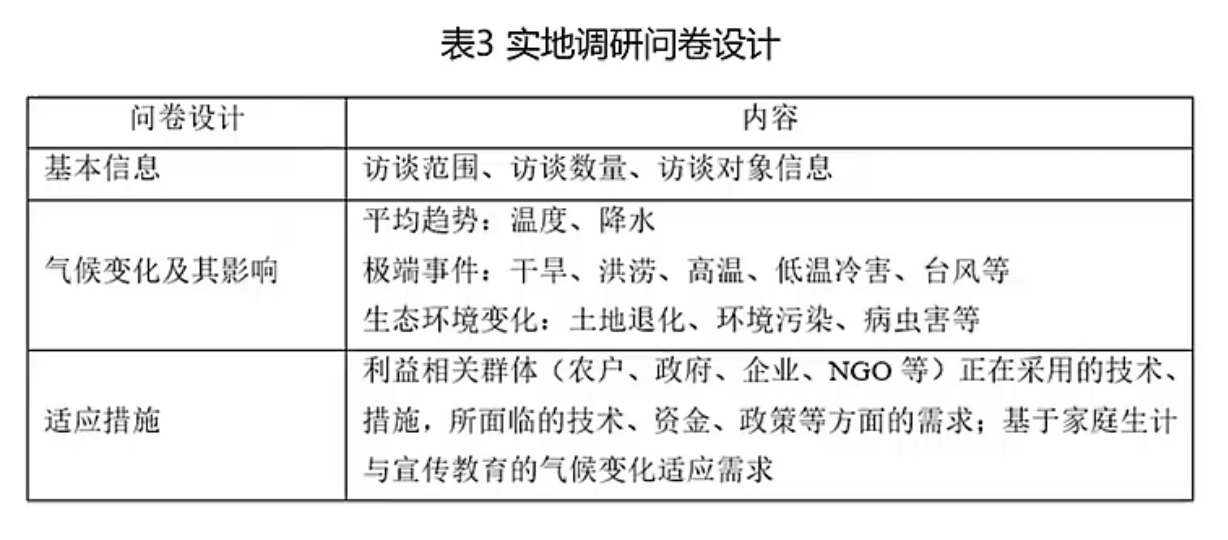 表3 实地调研问卷设计
问卷设计 内容
基本信息 访谈范围、访谈数量、访谈对象信息
平均趋势：温度、降水
气候变化及其影响 极端事件：干旱、洪涝、高温、低温冷害、台风等
生态环境变化：土地退化、环境污染、病虫害等
利益相关群体（农户、政府、企业、NGO 等）正在采用的技术、
适应措施 措施，所面临的技术、资金、政策等方面的需求；基于家庭生计
与宣传教育的气候变化适应需求